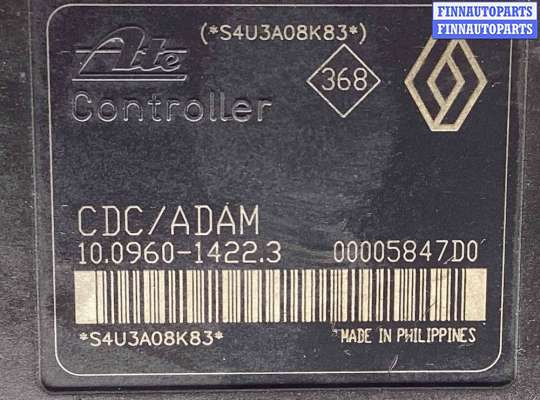 FINNAUTOPARTS
FINNAUTOPARTS
(*S4U3A08K83*)
Ate
368
Controller
CDC/ADAM
10.0960-1422.3 00005847D0
*S4U3A08K83* MADE IN PHILIPPINES